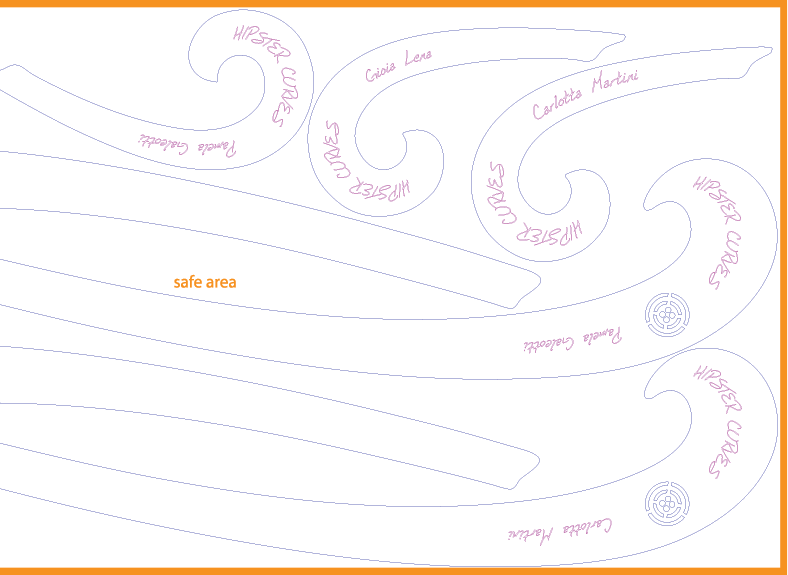 HIPSTER CURVES
Pamela Galeotti
Gioia Lena
HIPSTER CURVES
Carlotta Martini
HIPSTER CURVES
HIPSTER CURVES
safe area
Pamela Galeotti
HIPSTER CURVES
Carlotta Martini